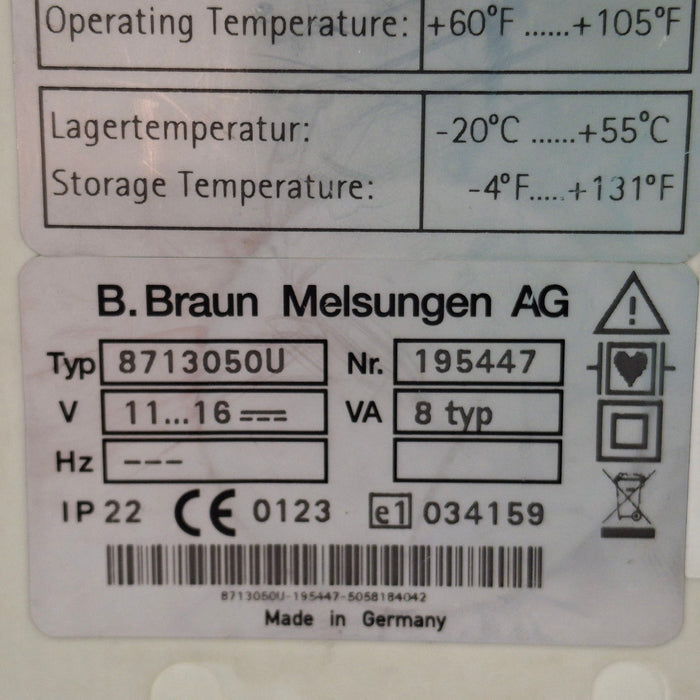 Operating Temperature: +60°F ......+105°F
Lagertemperatur: -20°C ......+55°C
Storage Temperature: -4°F.....+131°F
B. Braun Melsungen AG
Typ 8713050U Nr. 195447
V 11...16 VA 8 typ
Hz ---
IP 22 CE 0123 e1 034159
8713050U-195447-5058184042
Made in Germany